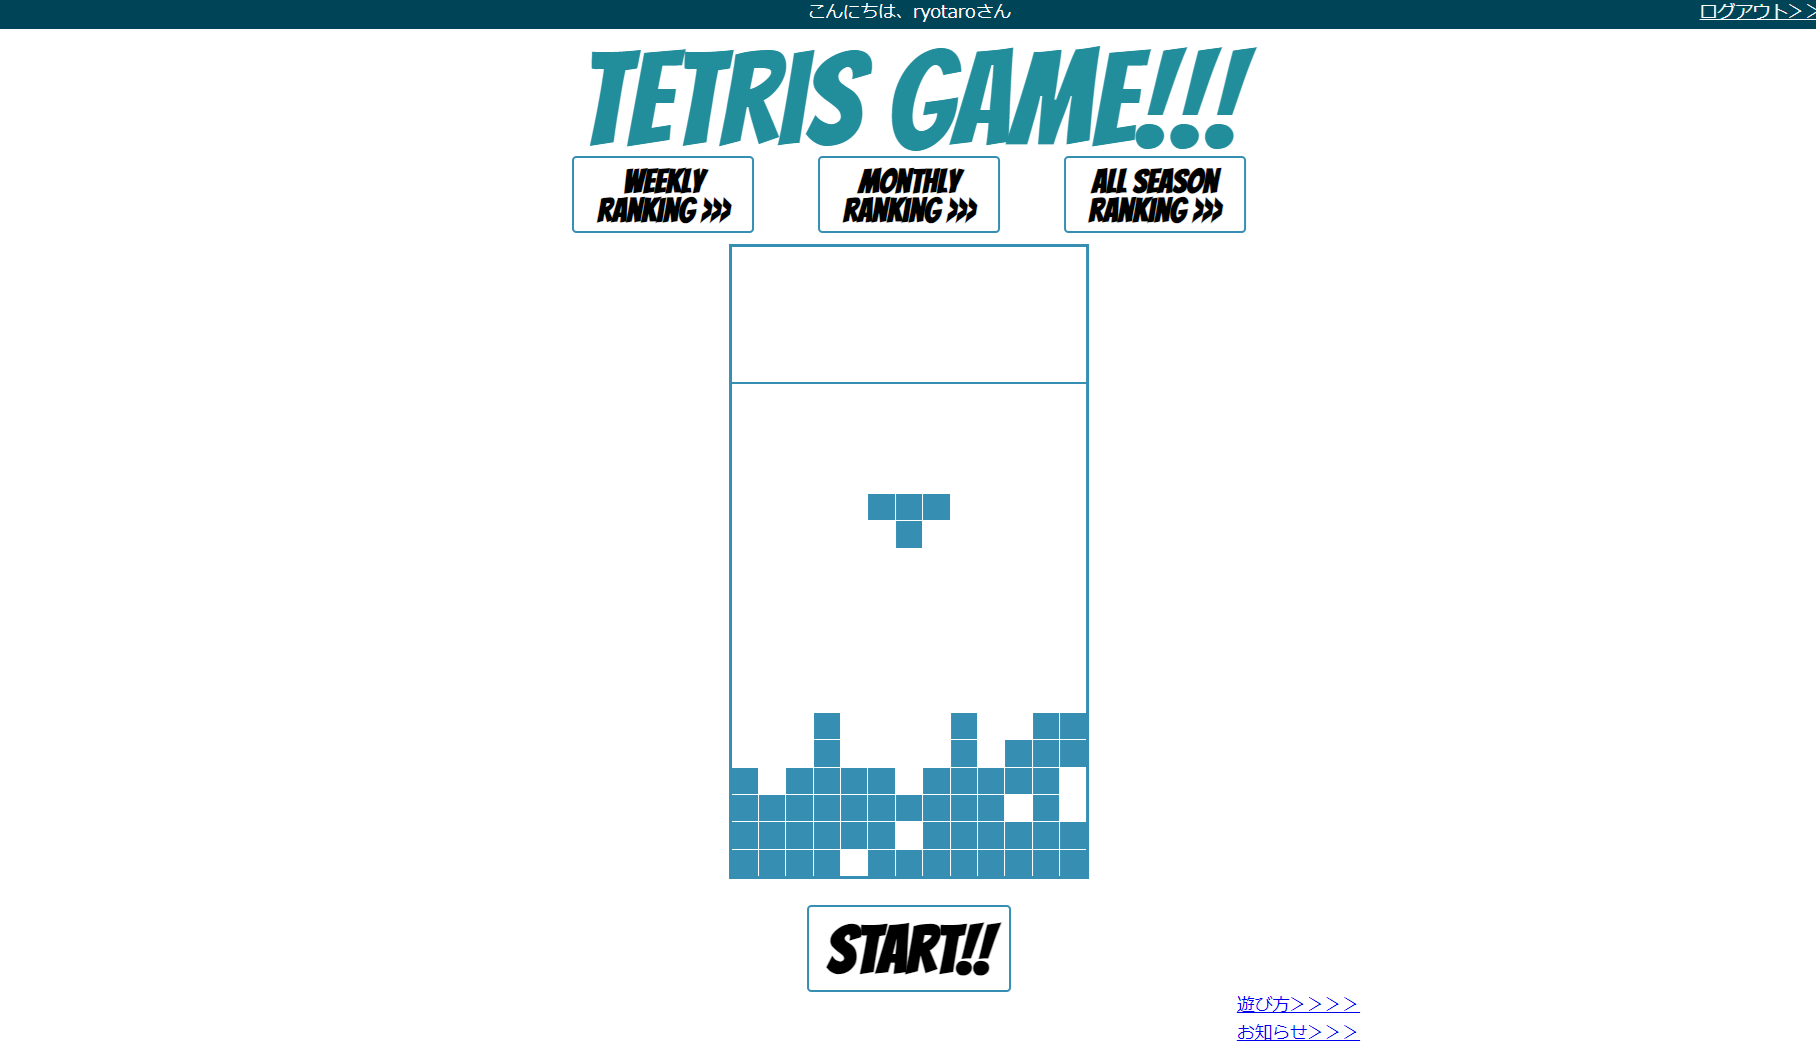 こんにちは、ryotaroさん
ログアウト＞＞
TETRIS GAME!!!
WEEKLY
RANKING >>>
MONTHLY
RANKING >>>
ALL SEASON
RANKING >>>
START!!
遊び方＞＞＞＞
お知らせ＞＞＞